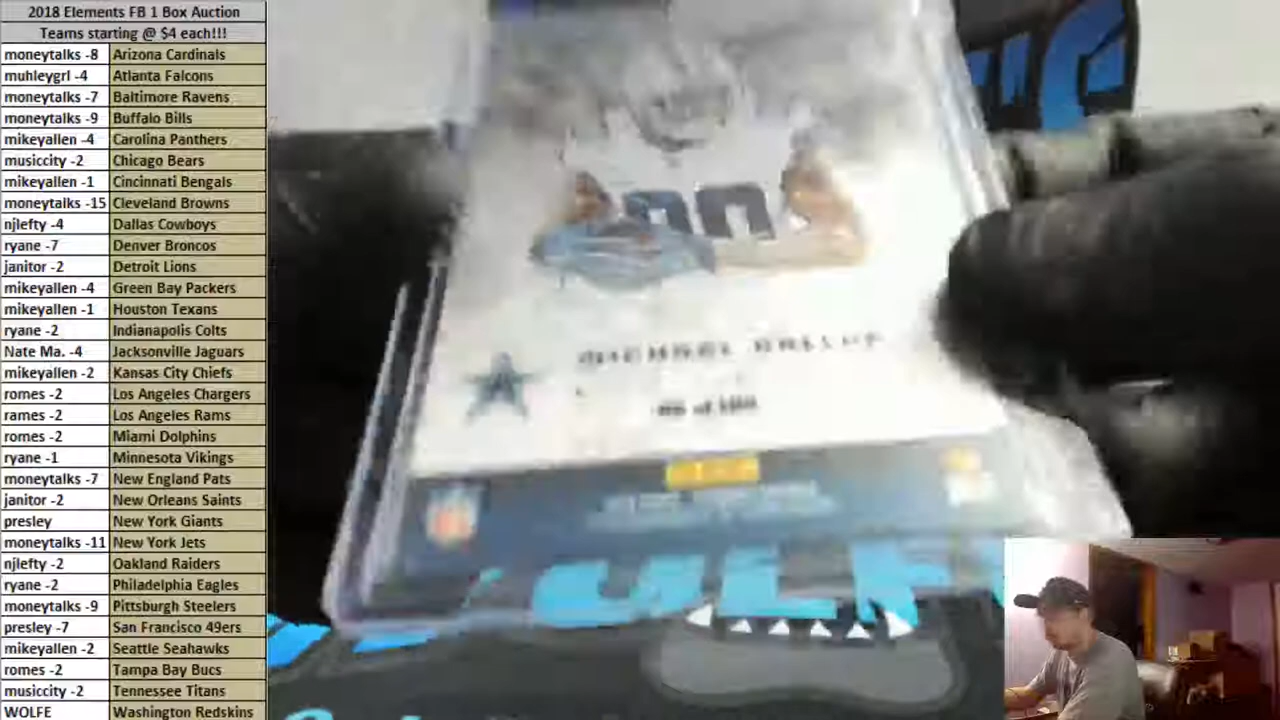 2018 Elements FB 1 Box Auction
Teams starting @ $4 each!!!
moneytalks -8 Arizona Cardinals
muhleygrl -4 Atlanta Falcons
moneytalks -7 Baltimore Ravens
moneytalks -9 Buffalo Bills
mikeyallen -4 Carolina Panthers
musiccity -2 Chicago Bears
mikeyallen -1 Cincinnati Bengals
moneytalks -15 Cleveland Browns
njlefty -4 Dallas Cowboys
ryane -7 Denver Broncos
janitor -2 Detroit Lions
mikeyallen -4 Green Bay Packers
mikeyallen -1 Houston Texans
ryane -2 Indianapolis Colts
Nate Ma. -4 Jacksonville Jaguars
mikeyallen -2 Kansas City Chiefs
romes -2 Los Angeles Chargers
rames -2 Los Angeles Rams
romes -2 Miami Dolphins
ryane -1 Minnesota Vikings
moneytalks -7 New England Pats
janitor -2 New Orleans Saints
presley New York Giants
moneytalks -11 New York Jets
njlefty -2 Oakland Raiders
ryane -2 Philadelphia Eagles
moneytalks -9 Pittsburgh Steelers
presley -7 San Francisco 49ers
mikeyallen -2 Seattle Seahawks
romes -2 Tampa Bay Bucs
musiccity -2 Tennessee Titans
WOLFE Washington Redskins